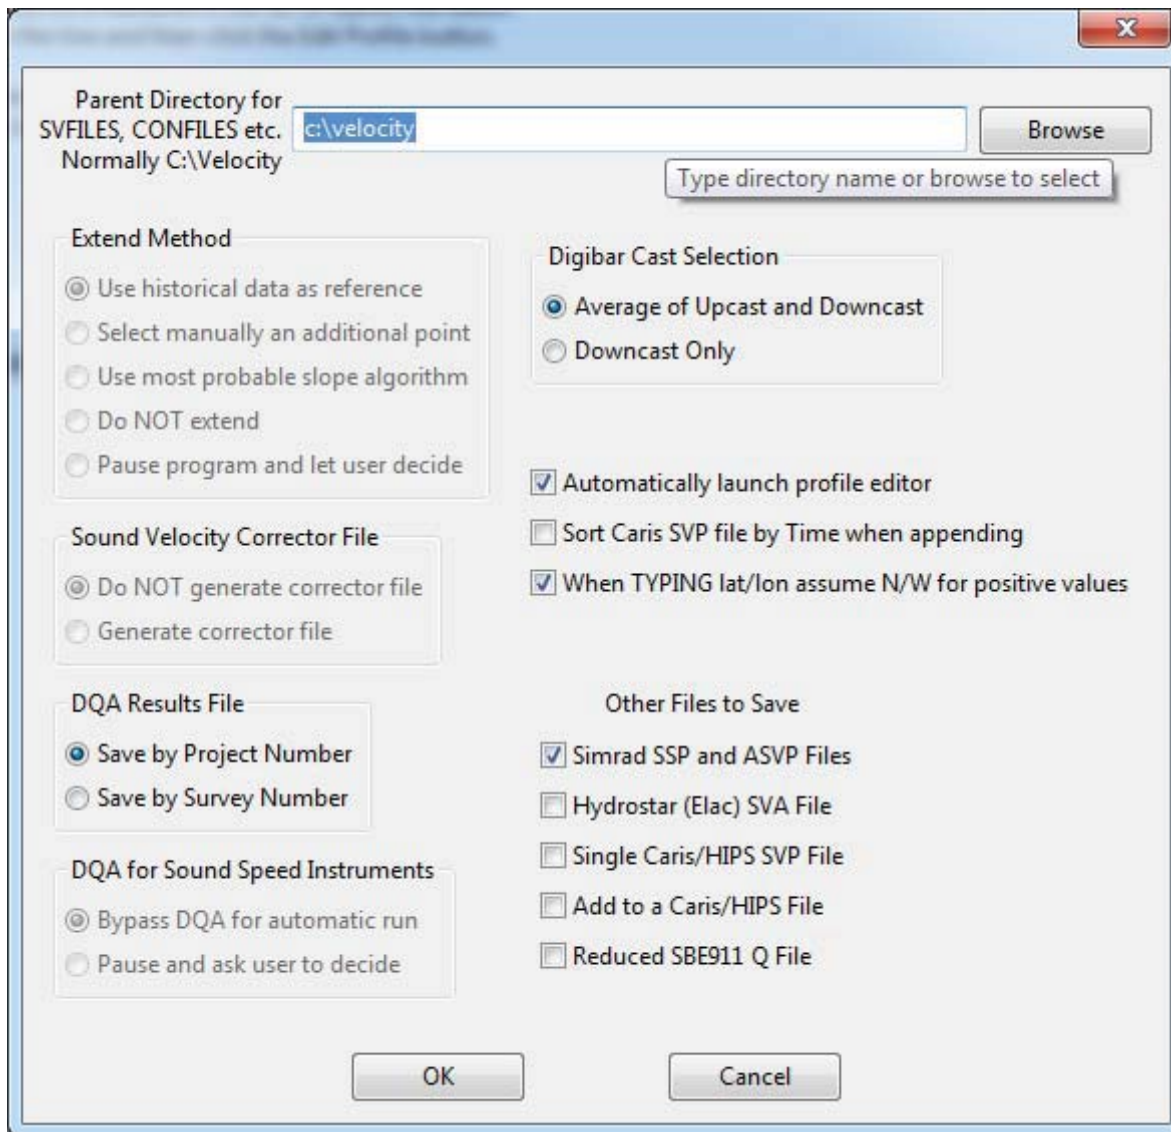 Parent Directory for
SVFILES, CONFILES etc.
Normally C:\Velocity
c:\velocity
Browse
Type directory name or browse to select
Extend Method
Use historical data as reference
Select manually an additional point
Use most probable slope algorithm
Do NOT extend
Pause program and let user decide
Digibar Cast Selection
Average of Upcast and Downcast
Downcast Only
Automatically launch profile editor
Sort Caris SVP file by Time when appending
When TYPING lat/lon assume N/W for positive values
Sound Velocity Corrector File
Do NOT generate corrector file
Generate corrector file
DQA Results File
Save by Project Number
Save by Survey Number
DQA for Sound Speed Instruments
Bypass DQA for automatic run
Pause and ask user to decide
Other Files to Save
Simrad SSP and ASVP Files
Hydrostar (Elac) SVA File
Single Caris/HIPS SVP File
Add to a Caris/HIPS File
Reduced SBE911 Q File
OK
Cancel